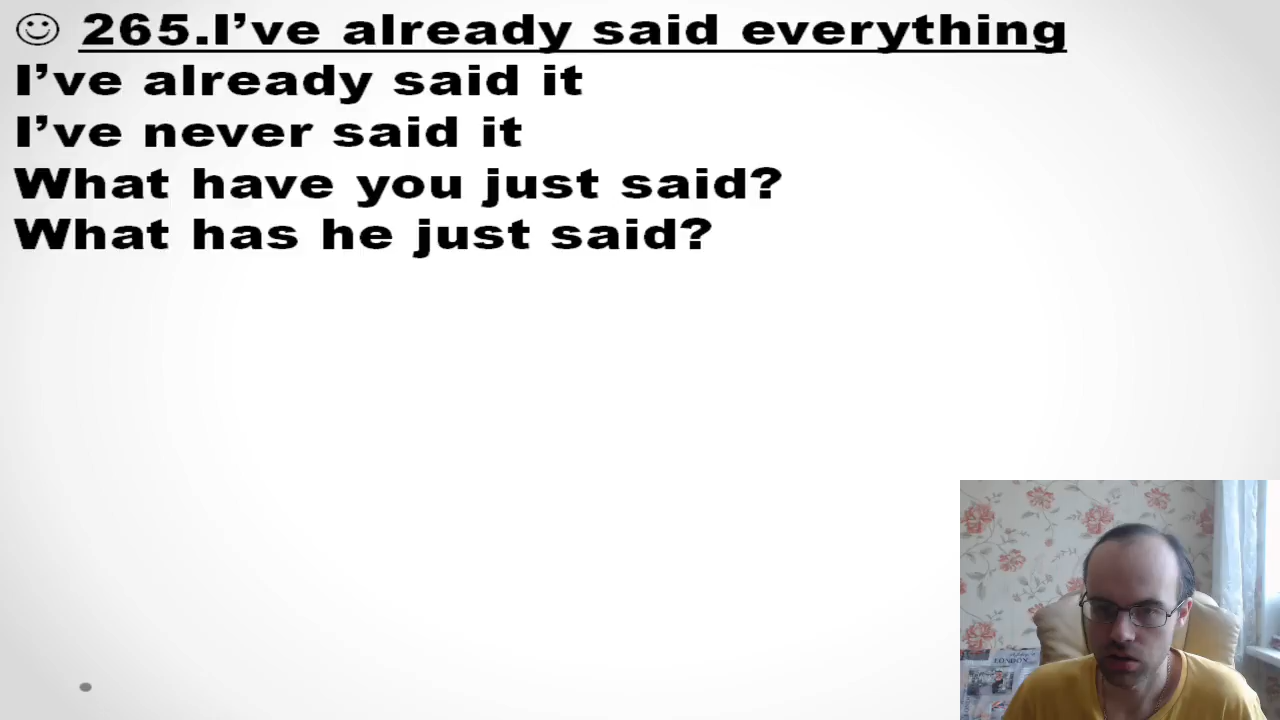 ☺ 265.I’ve already said everything
I’ve already said it
I’ve never said it
What have you just said?
What has he just said?